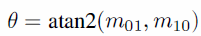 θ = atan2(m₀₁, m₁₀)